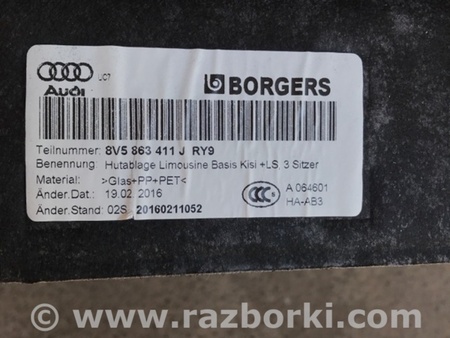 Audi
BORGERS
Teilnummer: 8V5 863 411 J RY9
Benennung: Hutablage Limousine Basis Kisi +LS, 3 Sitzer
Material: >Glas+PP+PET<
Änder.Dat.: 19.02.2016
Änder.Stand: 02S 20160211052
CCC S
A 064601
HA-AB3
© www.razborki.com